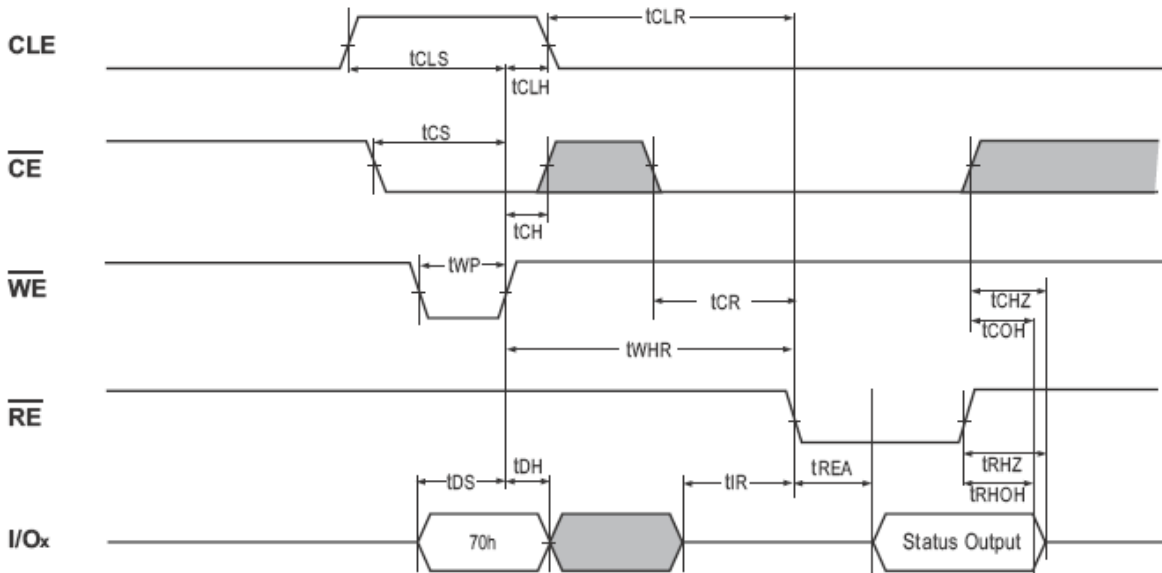 CLE
tCLR
tCLS
tCLH
CE
tCS
tCH
WE
tWP
tCR
tCHZ
tCOH
tWHR
RE
tDS
tDH
tIR
tREA
tRHZ
tRHOH
I/Ox
70h
Status Output